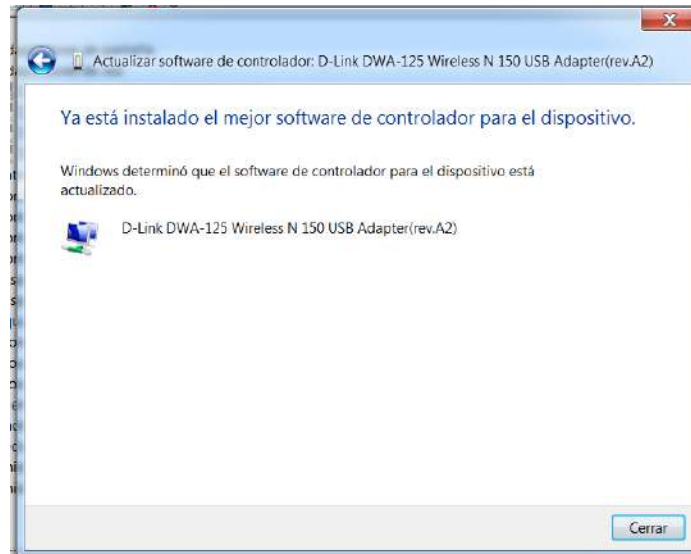 Actualizar software de controlador: D-Link DWA-125 Wireless N 150 USB Adapter(rev.A2)
Ya está instalado el mejor software de controlador para el dispositivo.
Windows determinó que el software de controlador para el dispositivo está
actualizado.
D-Link DWA-125 Wireless N 150 USB Adapter(rev.A2)
Cerrar